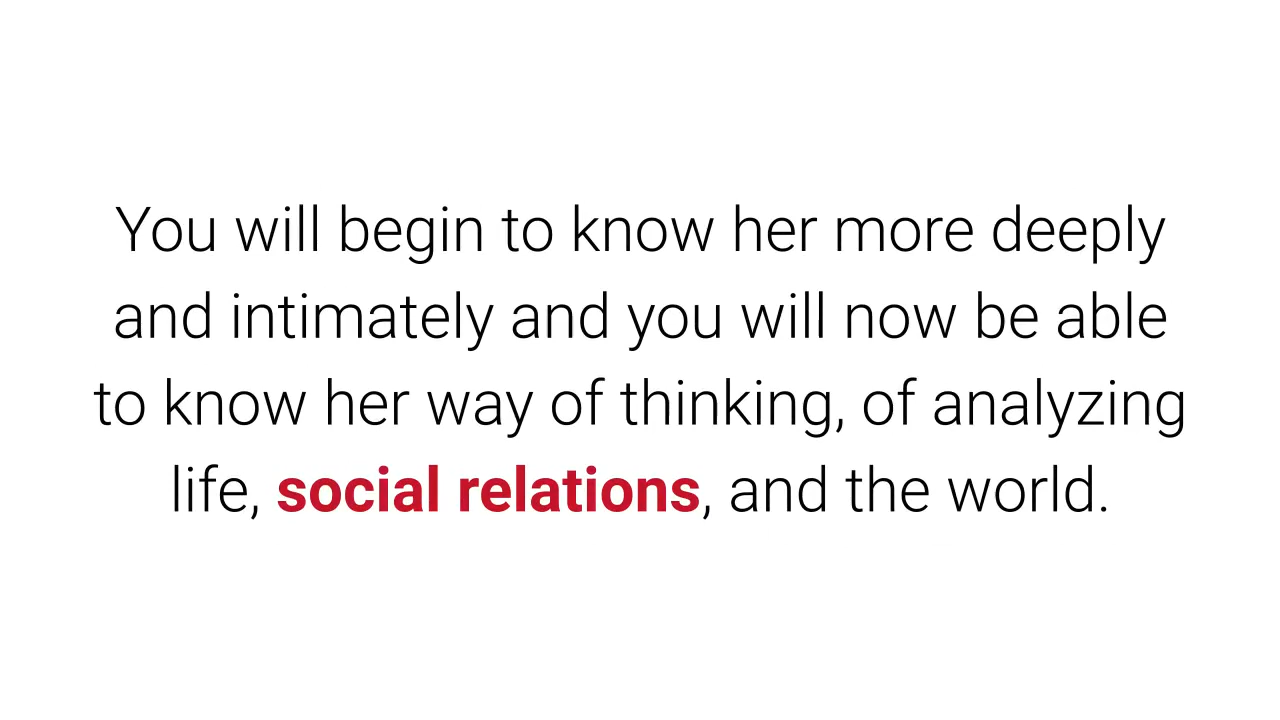 You will begin to know her more deeply
and intimately and you will now be able
to know her way of thinking, of analyzing
life, social relations, and the world.